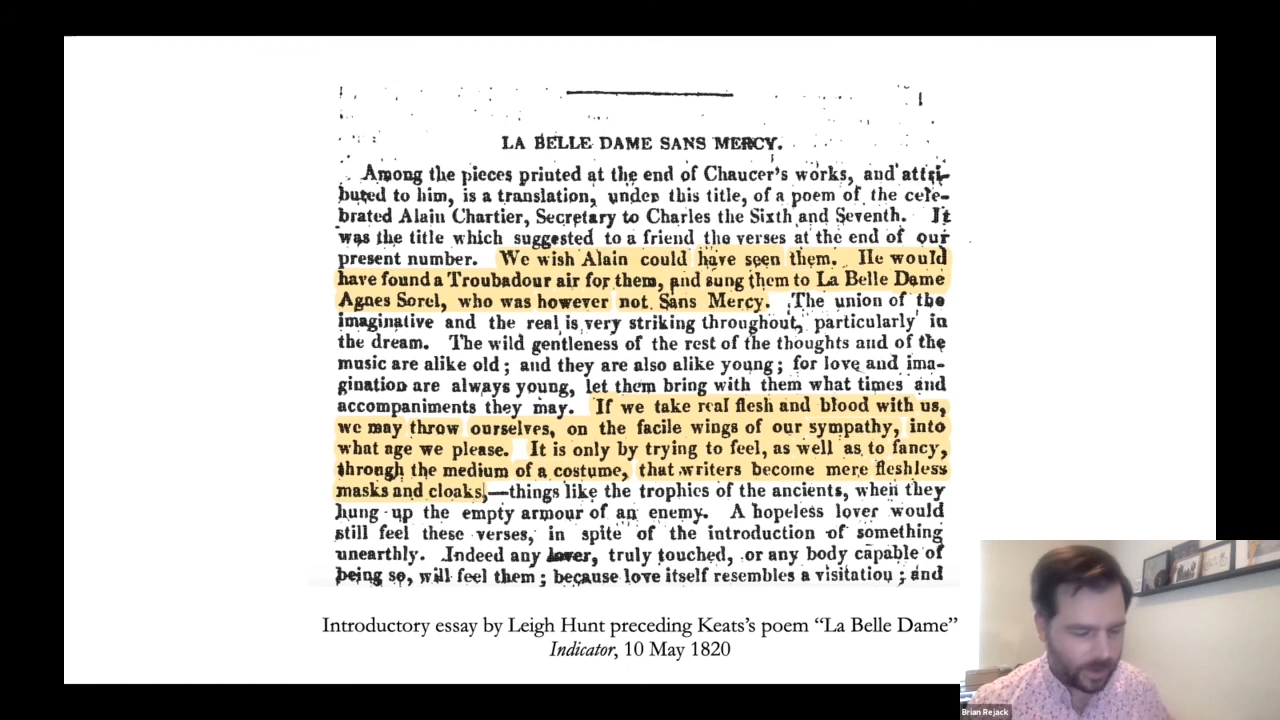 LA BELLE DAME SANS MERCY.
Among the pieces printed at the end of Chaucer's works, and attri-
buted to him, is a translation, under this title, of a poem of the cele-
brated Alain Chartier, Secretary to Charles the Sixth and Seventh. It
was the title which suggested to a friend the verses at the end of our
present number. We wish Alain could have seen them. He would
have found a Troubadour air for them, and sung them to La Belle Dame
Agnes Sorel, who was however not Sans Mercy. The union of the
imaginative and the real is very striking throughout, particularly in
the dream. The wild gentleness of the rest of the thoughts and of the
music are alike old; and they are also alike young; for love and ima-
gination are always young, let them bring with them what times and
accompaniments they may. If we take real flesh and blood with us,
we may throw ourselves, on the facile wings of our sympathy, into
what age we please. It is only by trying to feel, as well as to fancy,
through the medium of a costume, that writers become mere fleshless
masks and cloaks,—things like the trophies of the ancients, when they
hung up the empty armour of an enemy. A hopeless lover would
still feel these verses, in spite of the introduction of something
unearthly. Indeed any lover, truly touched, or any body capable of
being so, will feel them; because love itself resembles a visitation; and
Introductory essay by Leigh Hunt preceding Keats's poem “La Belle Dame”
Indicator, 10 May 1820
Brian Rejack